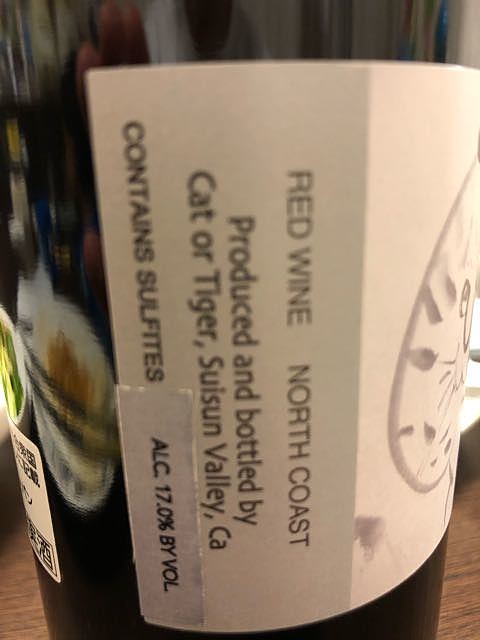 RED WINE NORTH COAST
Produced and bottled by
Cat or Tiger, Suisun Valley, Ca
CONTAINS SULFITES
ALC. 17.0% BY VOL.